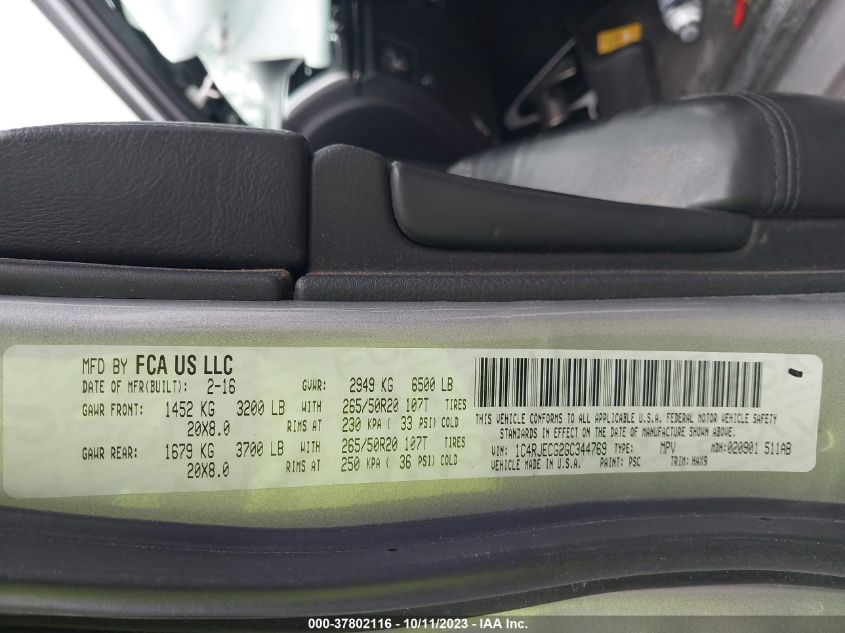 MFD BY FCA US LLC
DATE OF MFR(BUILT): 2-16 GVWR: 2949 KG 6500 LB
GAWR FRONT: 1452 KG 3200 LB WITH 265/50R20 107T TIRES
20X8.0 RIMS AT 230 KPA ( 33 PSI) COLD
GAWR REAR: 1679 KG 3700 LB WITH 265/50R20 107T TIRES
20X8.0 RIMS AT 250 KPA ( 36 PSI) COLD
THIS VEHICLE CONFORMS TO ALL APPLICABLE U.S.A. FEDERAL MOTOR VEHICLE SAFETY
STANDARDS IN EFFECT ON THE DATE OF MANUFACTURE SHOWN ABOVE.
VIN: 1C4RJECG2GC344769 TYPE: MPV MDH:020901 511AB
VEHICLE MADE IN U.S.A. PAINT: PSC TRIM: HAX9
000-37802116 - 10/11/2023 - IAA Inc.